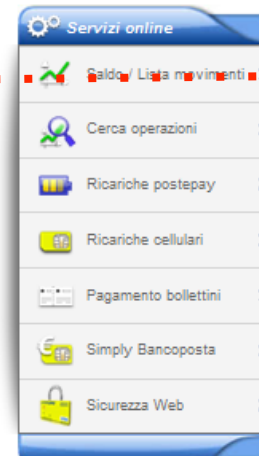 Servizi online
Saldo / Lista movimenti
Cerca operazioni
Ricariche postepay
Ricariche cellulari
Pagamento bollettini
Simply Bancoposta
Sicurezza Web